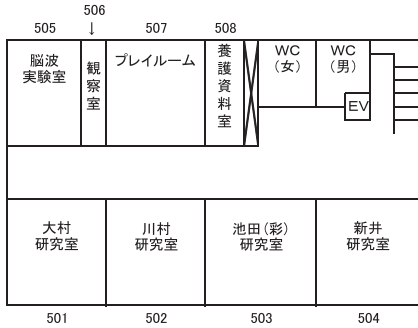 506
505
↓
507
508
脳波
実験室
観察室
プレイルーム
養護資料室
WC
(女)
WC
(男)
EV
大村
研究室
川村
研究室
池田(彩)
研究室
新井
研究室
501
502
503
504